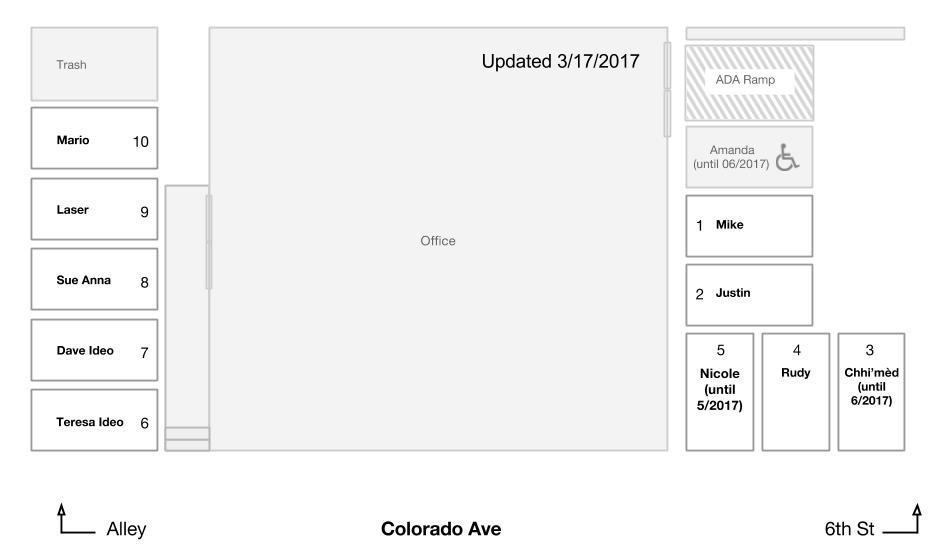 Updated 3/17/2017
Trash
ADA Ramp
Mario 10
Amanda
(until 06/2017)
Laser 9
1 Mike
Office
Sue Anna 8
2 Justin
Dave Ideo 7
5
Nicole
(until
5/2017)
4
Rudy
3
Chhi'mèd
(until
6/2017)
Teresa Ideo 6
Alley
Colorado Ave
6th St